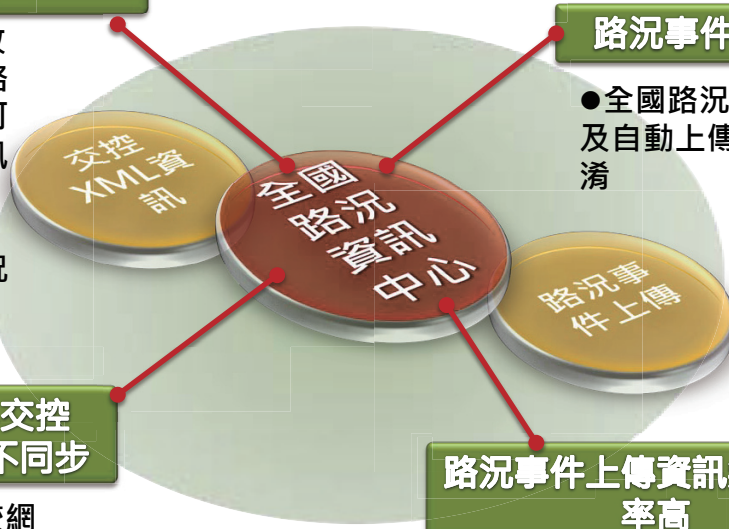 路況事件
●全國路況
及自動上傳
淆
交控
XML資
訊
全國
路況
資訊
中心
路況事
件上傳
況
交控
不同步
路況事件上傳資訊
率高
網